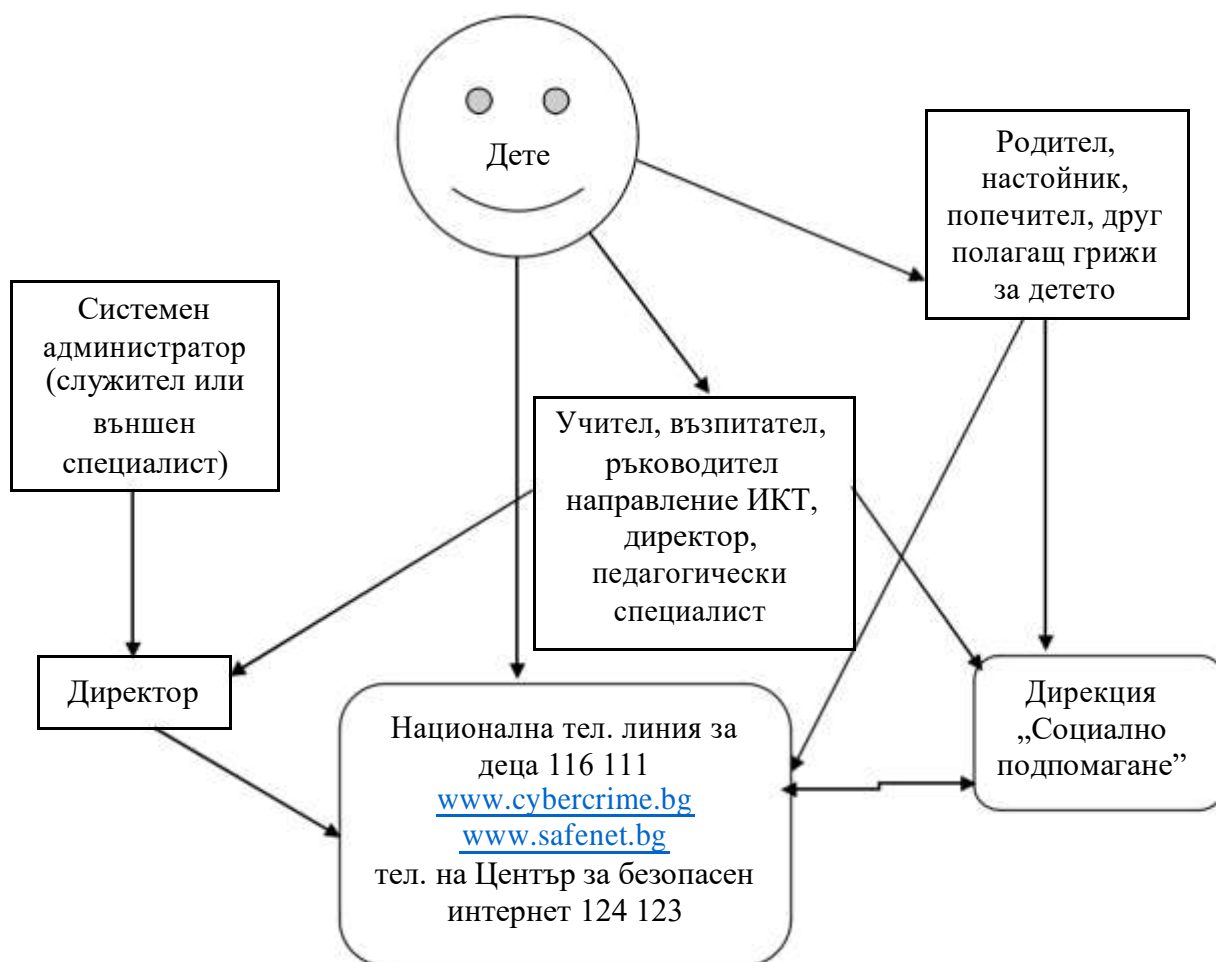 Дете
Родител,
настойник,
попечител, друг
полагащ грижи
за детето
Системен
администратор
(служител или
външен
специалист)
Учител, възпитател,
ръководител
направление ИКТ,
директор,
педагогически
специалист
Директор
Национална тел. линия за
деца 116 111
www.cybercrime.bg
www.safenet.bg
тел. на Център за безопасен
интернет 124 123
Дирекция
„Социално
подпомагане”